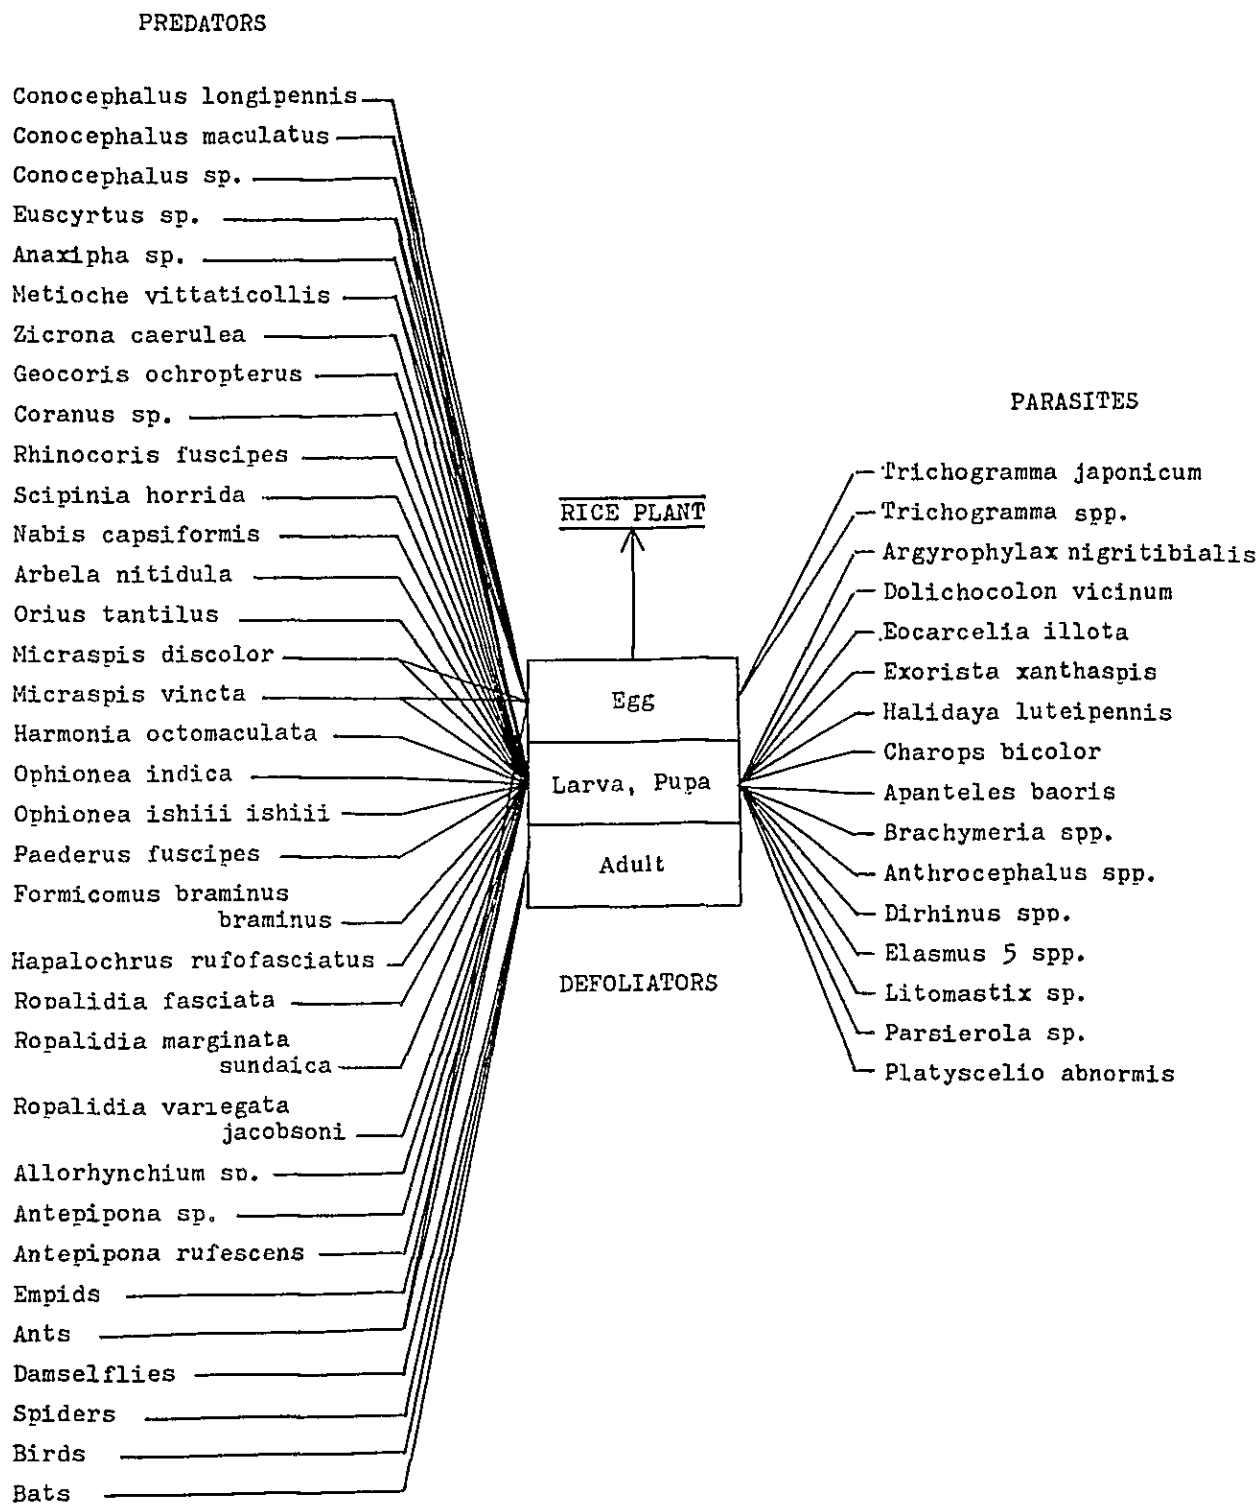 PREDATORS
Conocephalus longipennis
Conocephalus maculatus
Conocephalus sp.
Euscyrtus sp.
Anaxipha sp.
Metioche vittaticollis
Zicrona caerulea
Geocoris ochropterus
Coranus sp.
Rhinocoris fuscipes
Scipinia horrida
Nabis capsiformis
Arbela nitidula
Orius tantilus
Micraspis discolor
Micraspis vincta
Harmonia octomaculata
Ophionea indica
Ophionea ishiii ishiii
Paederus fuscipes
Formicomus braminus
braminus
Hapalochrus rufofasciatus
Ropalidia fasciata
Ropalidia marginata
sundaica
Ropalidia variegata
jacobsoni
Allorhynchium sp.
Antepipona sp.
Antepipona rufescens
Empids
Ants
Damselflies
Spiders
Birds
Bats
RICE PLANT
Egg
Larva, Pupa
Adult
DEFOLIATORS
PARASITES
Trichogramma japonicum
Trichogramma spp.
Argyrophylax nigritibialis
Dolichocolon vicinum
Eocarcelia illota
Exorista xanthaspis
Halidaya luteipennis
Charops bicolor
Apanteles baoris
Brachymeria spp.
Anthrocephalus spp.
Dirhinus spp.
Elasmus 5 spp.
Litomastix sp.
Parsierola sp.
Platyscelio abnormis